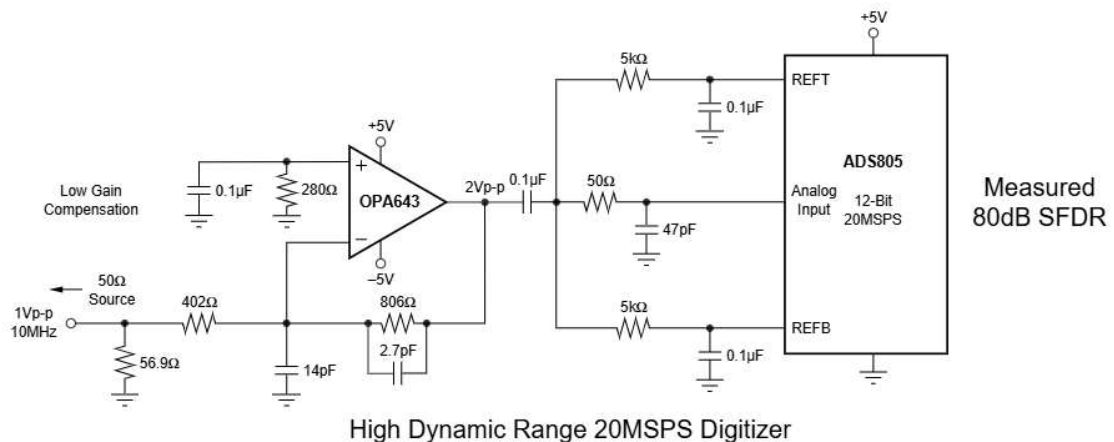 +5V
5kΩ
REFT
0.1µF
+5V
+
0.1µF
280Ω
OPA643
2Vp-p
0.1µF
50Ω
ADS805
Analog
Input
12-Bit
20MSPS
Measured
80dB SFDR
Low Gain
Compensation
47pF
–
–5V
50Ω
Source
1Vp-p
10MHz
402Ω
806Ω
5kΩ
REFB
56.9Ω
14pF
2.7pF
0.1µF
High Dynamic Range 20MSPS Digitizer